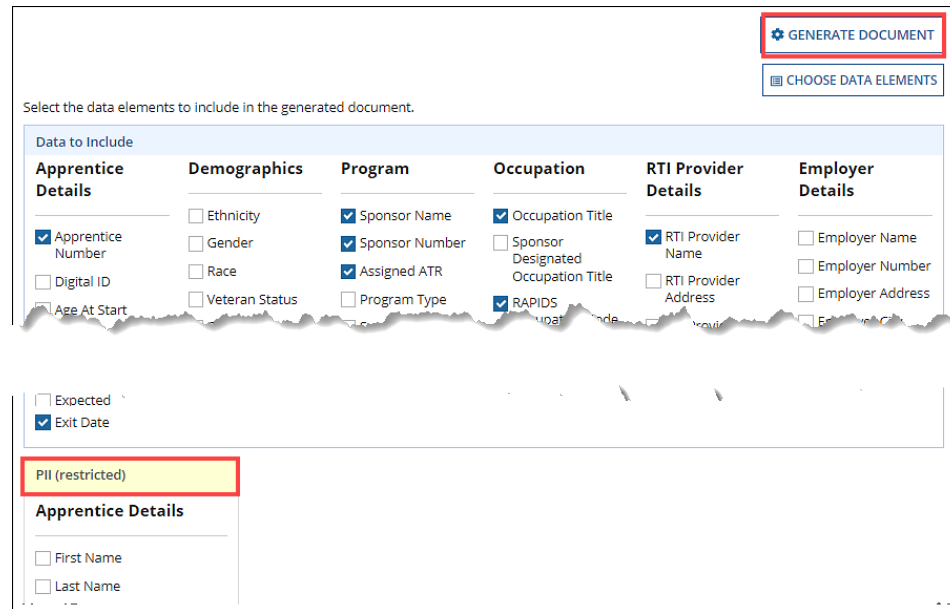 GENERATE DOCUMENT
CHOOSE DATA ELEMENTS
Select the data elements to include in the generated document.
Data to Include
Apprentice
Details
Apprentice
Number
Digital ID
Age At Start
Demographics
Ethnicity
Gender
Race
Veteran Status
Program
Sponsor Name
Sponsor Number
Assigned ATR
Program Type
Occupation
Occupation Title
Sponsor
Designated
Occupation Title
RAPIDS
RTI Provider
Details
RTI Provider
Name
RTI Provider
Address
Employer
Details
Employer Name
Employer Number
Employer Address
Expected
Exit Date
PII (restricted)
Apprentice Details
First Name
Last Name